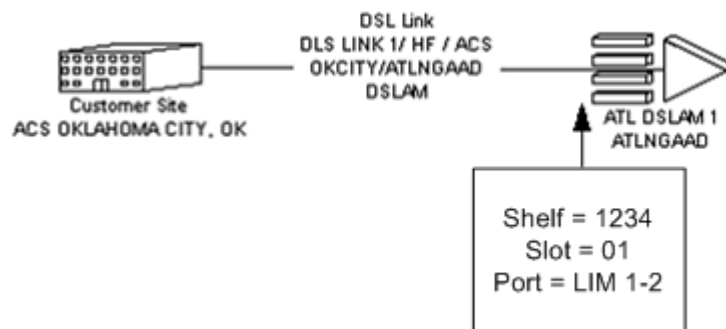 DSL Link
DLS LINK 1/ HF / ACS
OKCITY/ATLNGAAD
DSLAM
Customer Site
ACS OKLAHOMA CITY, OK
ATL DSLAM 1
ATLNGAAD
Shelf = 1234
Slot = 01
Port = LIM 1-2